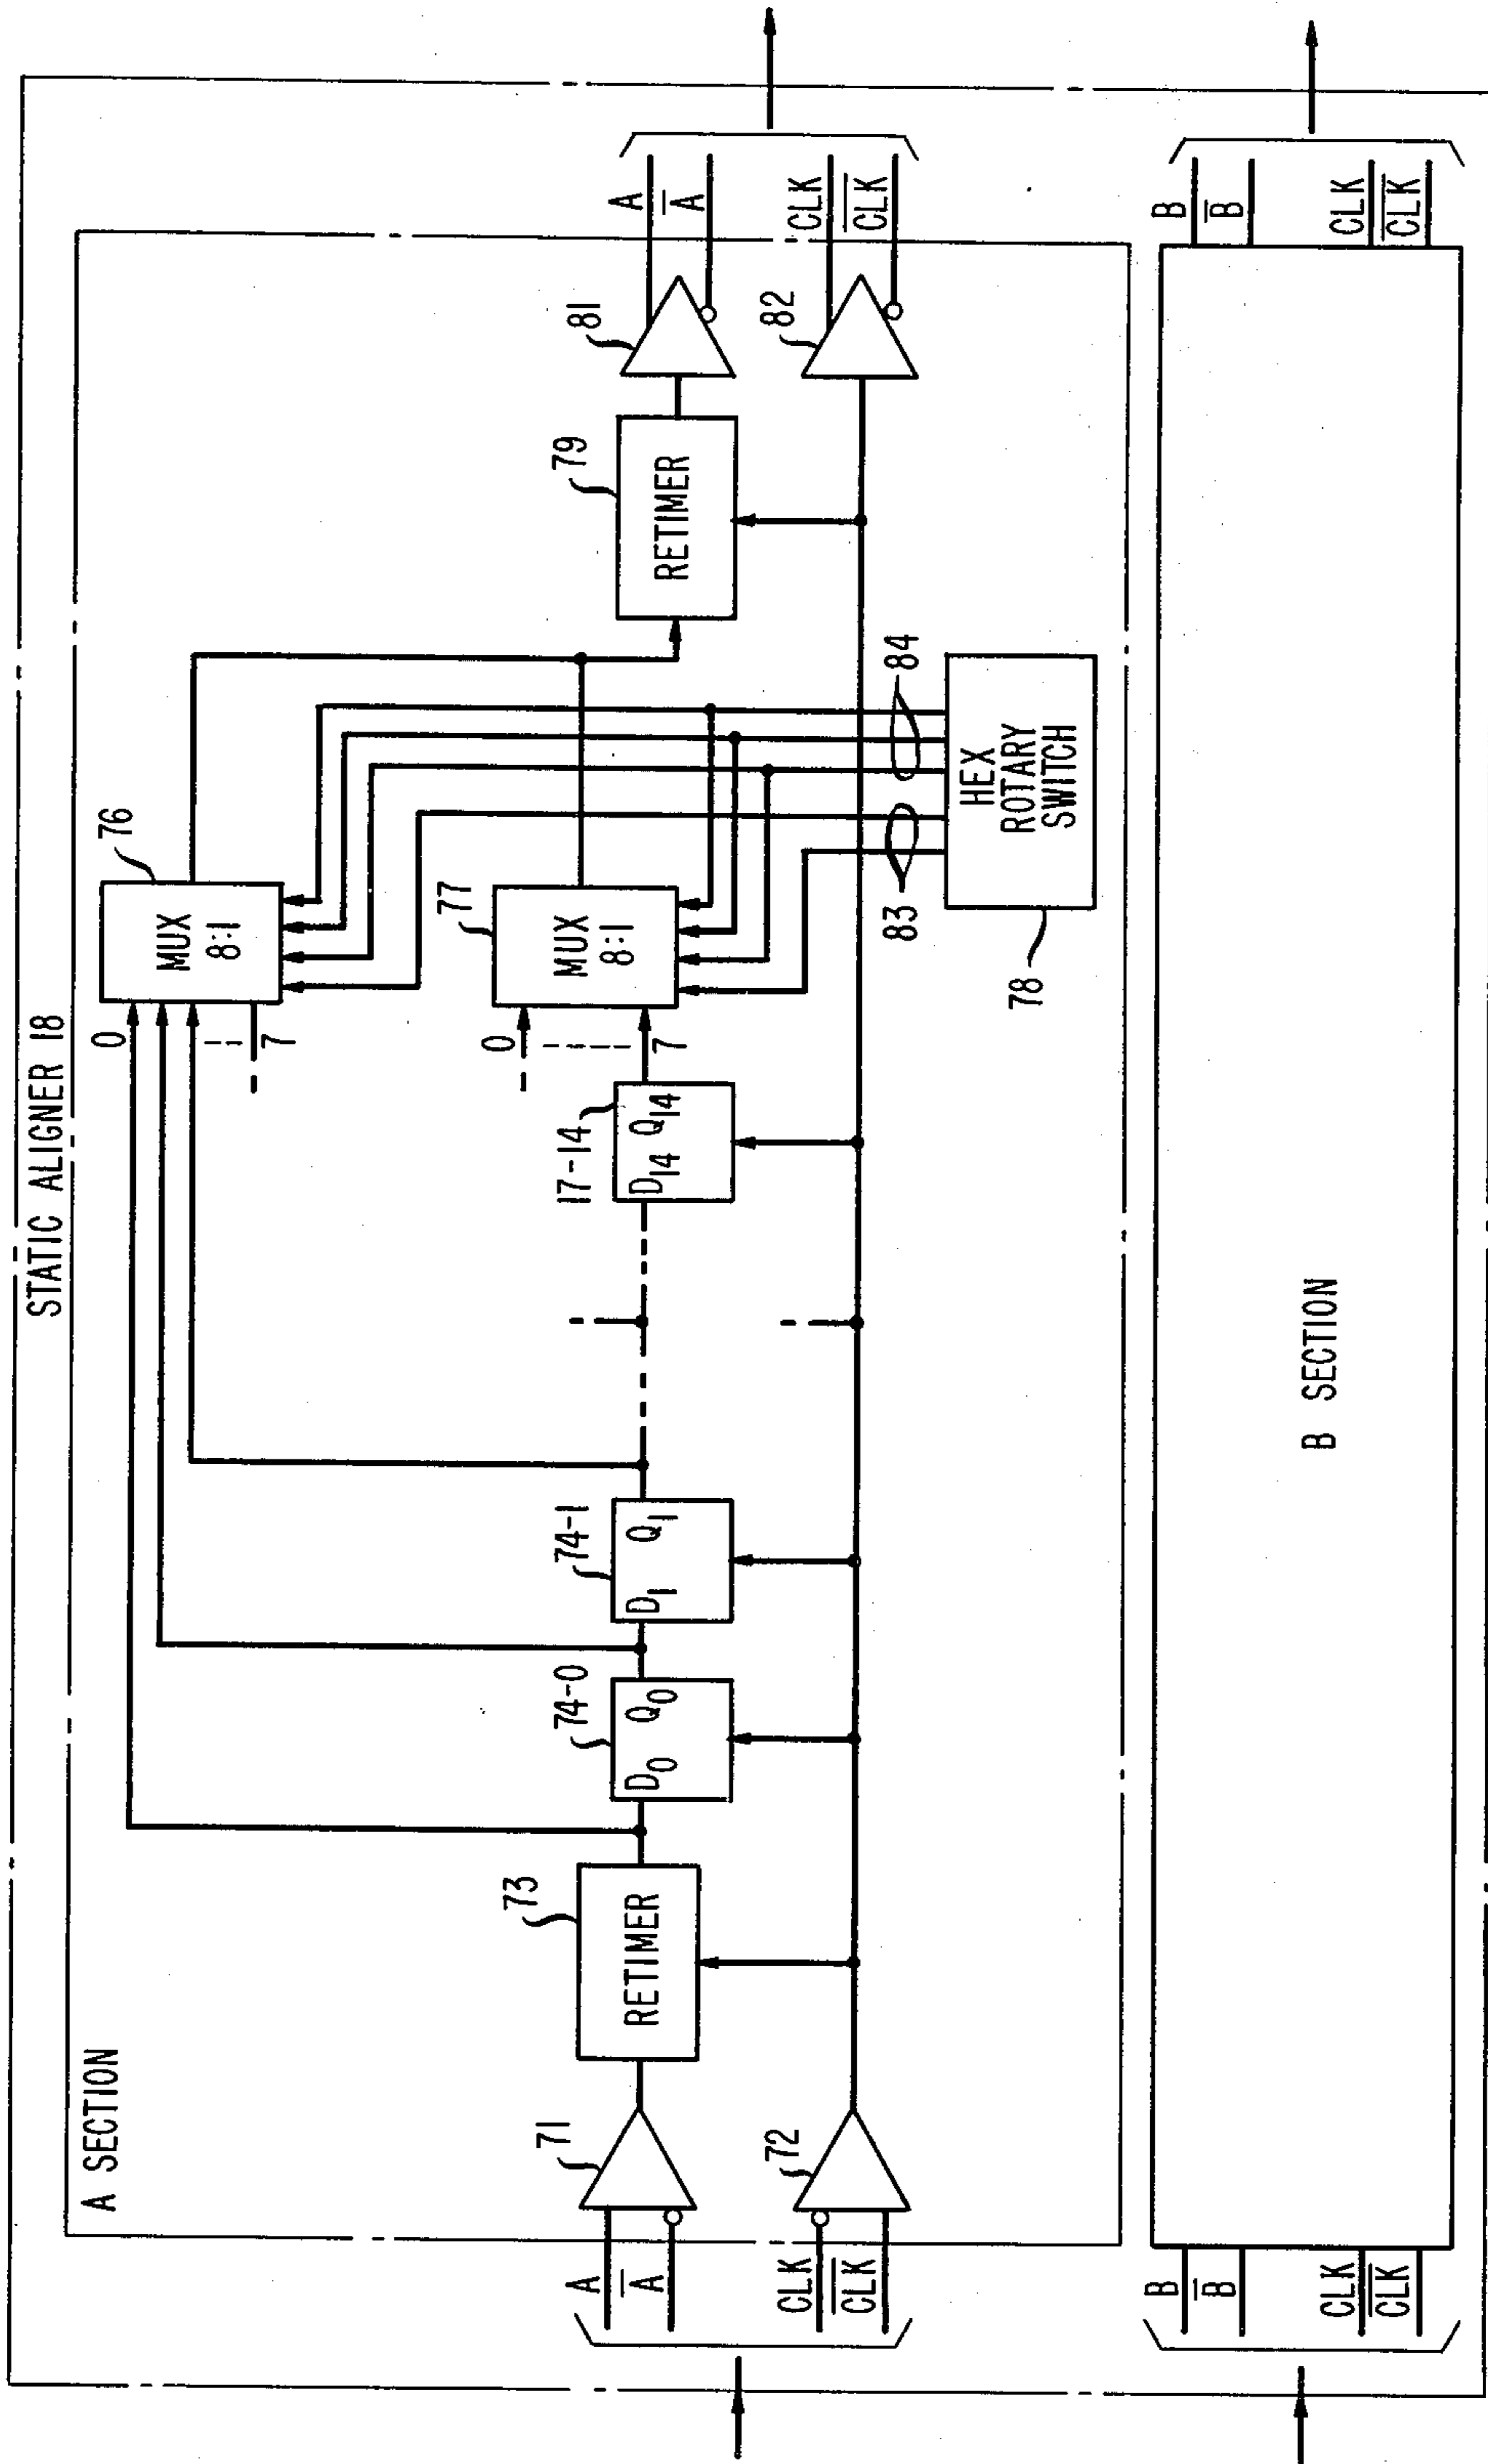 STATIC ALIGNER 18
A SECTION
A
A
CLK
CLK
71
72
73
RETIMER
74-0
D0 Q0
74-1
D1 Q1
17-14
D14 Q14
0
7
76
MUX
8:1
0
7
77
MUX
8:1
83
84
78
HEX
ROTARY
SWITCH
79
RETIMER
81
82
A
A
CLK
CLK
B
B
CLK
CLK
B SECTION
B
B
CLK
CLK